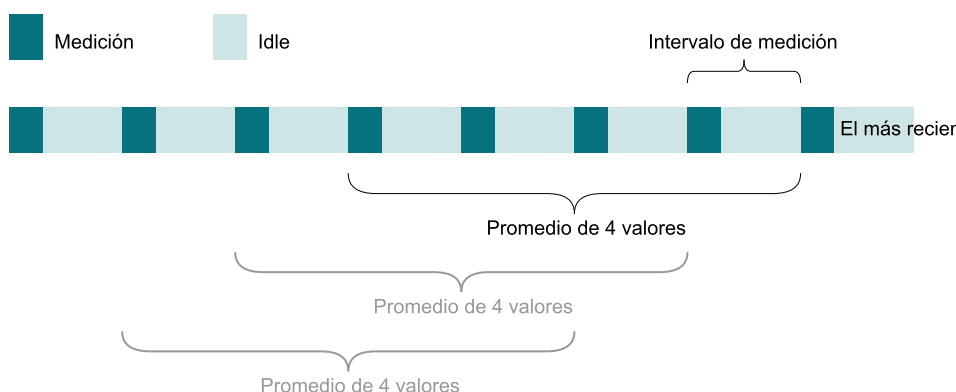 Medición
Idle
Intervalo de medición
El más recien
Promedio de 4 valores
Promedio de 4 valores
Promedio de 4 valores